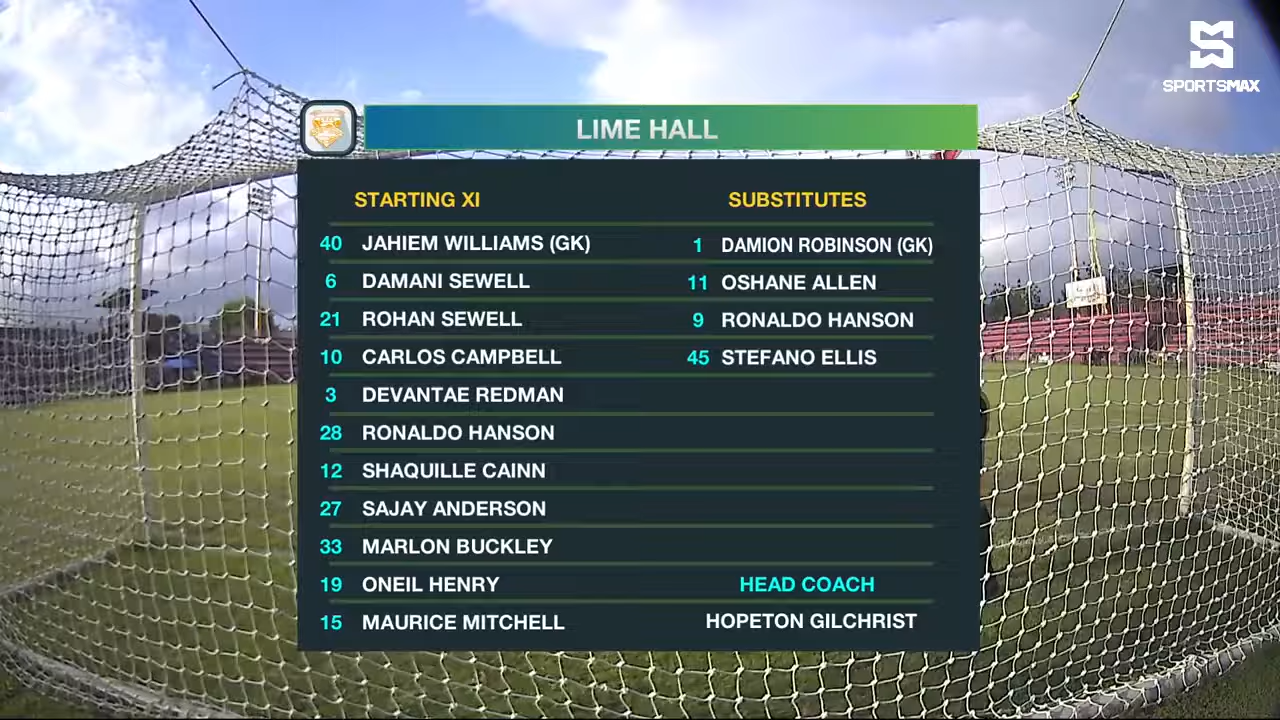 SPORTSMAX
LIME HALL
STARTING XI
40 JAHIEM WILLIAMS (GK)
6 DAMANI SEWELL
21 ROHAN SEWELL
10 CARLOS CAMPBELL
3 DEVANTAE REDMAN
28 RONALDO HANSON
12 SHAQUILLE CAINN
27 SAJAY ANDERSON
33 MARLON BUCKLEY
19 ONEIL HENRY
15 MAURICE MITCHELL
SUBSTITUTES
1 DAMION ROBINSON (GK)
11 OSHANE ALLEN
9 RONALDO HANSON
45 STEFANO ELLIS
HEAD COACH
HOPETON GILCHRIST